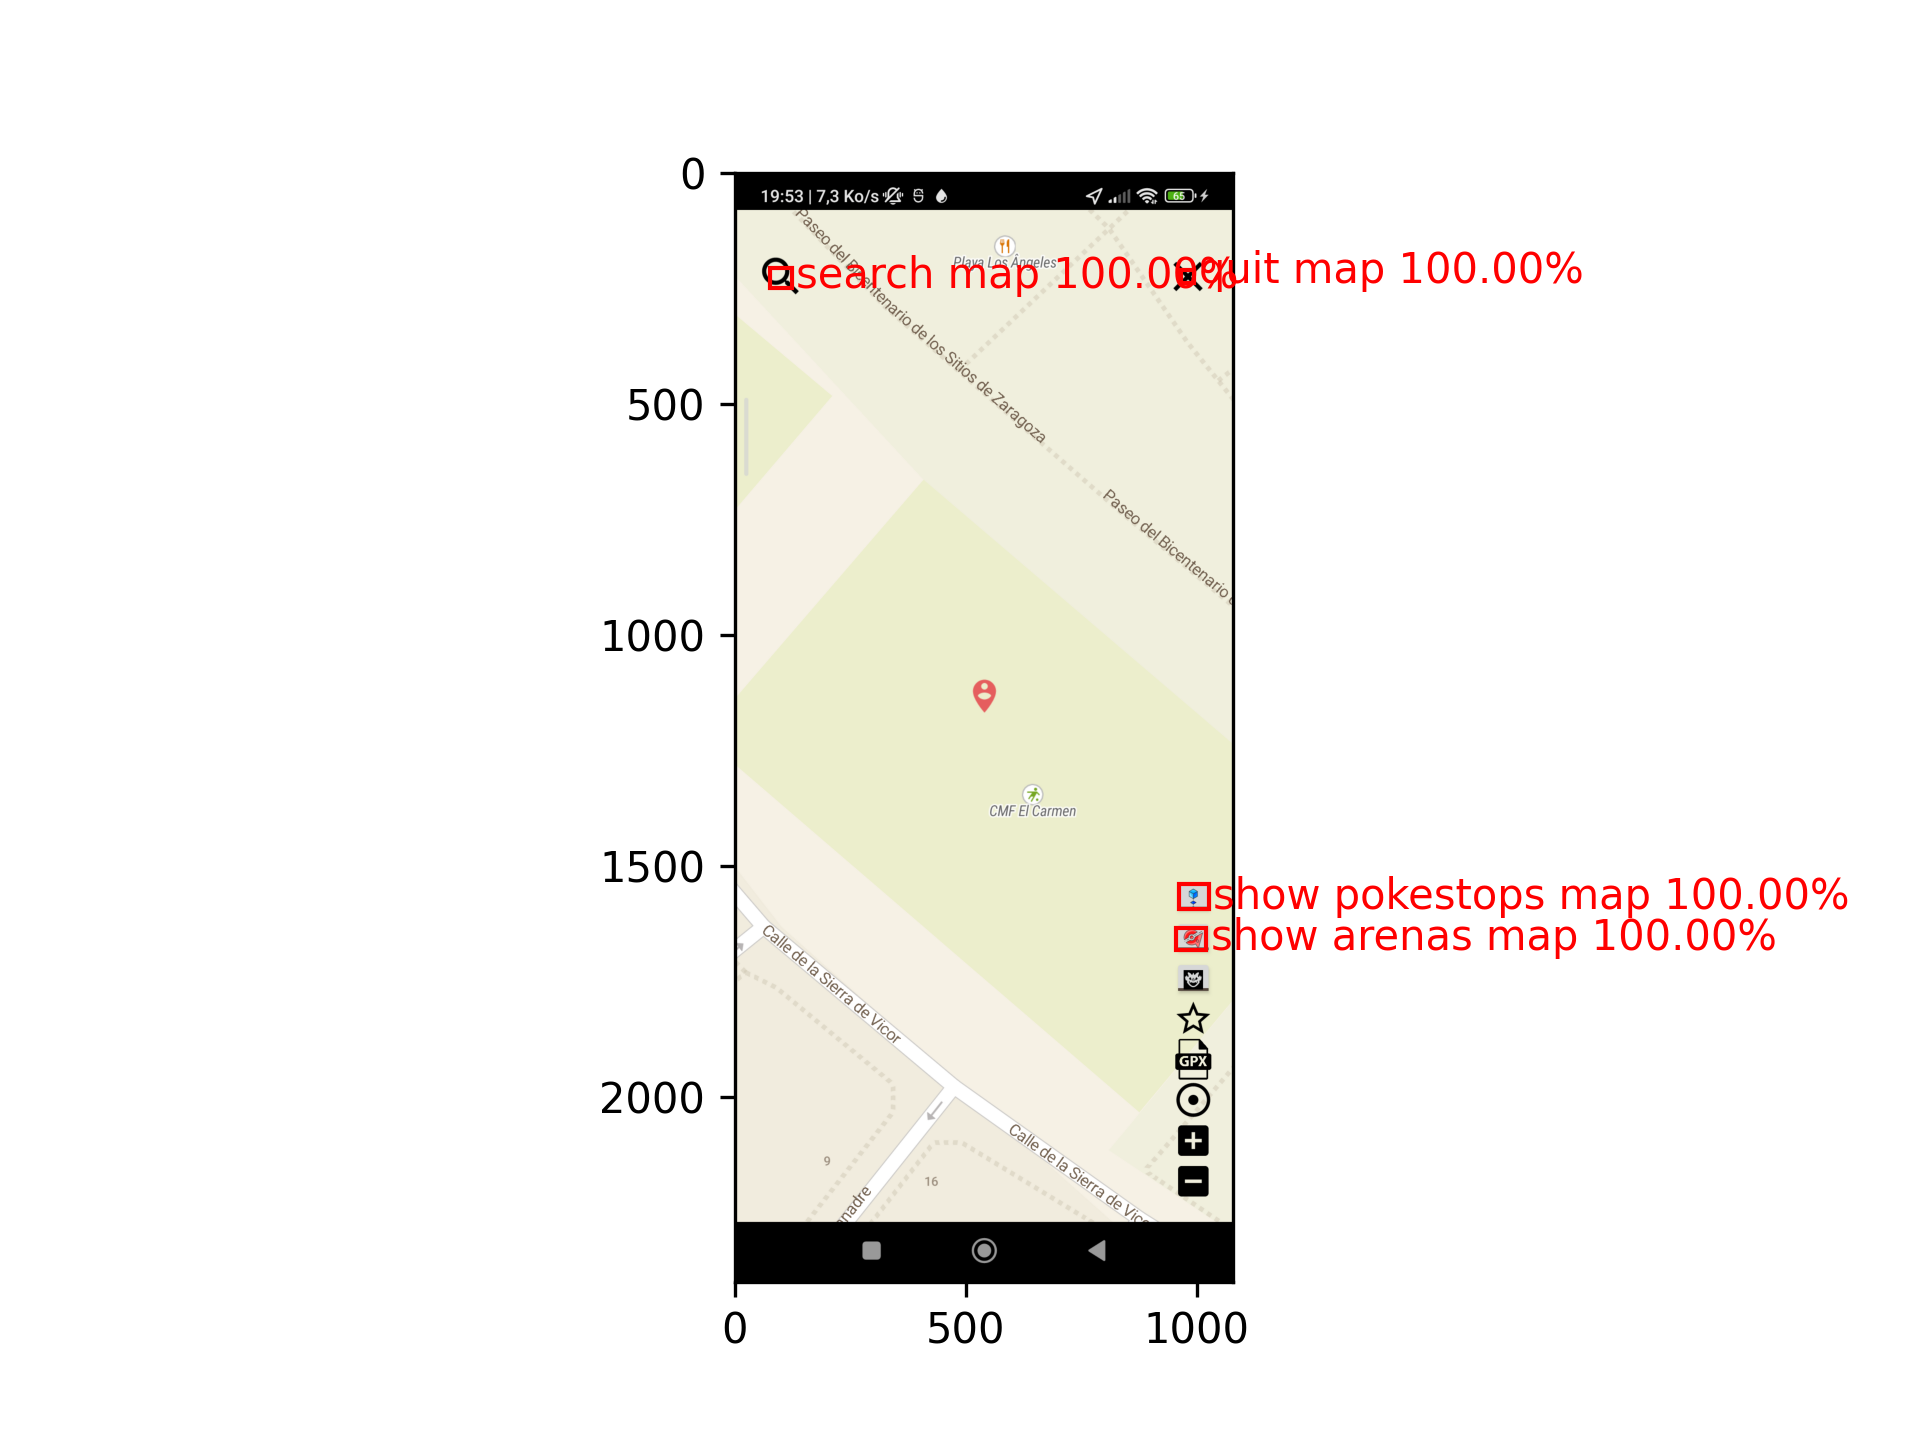 0
19:53 | 7,3 Ko/s
65
Paseo del Bicentenario de los Sitios de Zaragoza
Playa Los Ángeles
search map 100.00%
quit map 100.00%
500
Paseo del Bicentenario
1000
CMF El Carmen
1500
show pokestops map 100.00%
show arenas map 100.00%
Calle de la Sierra de Vicor
GPX
2000
Calle de la Sierra de Vicor
9
16
0
500
1000